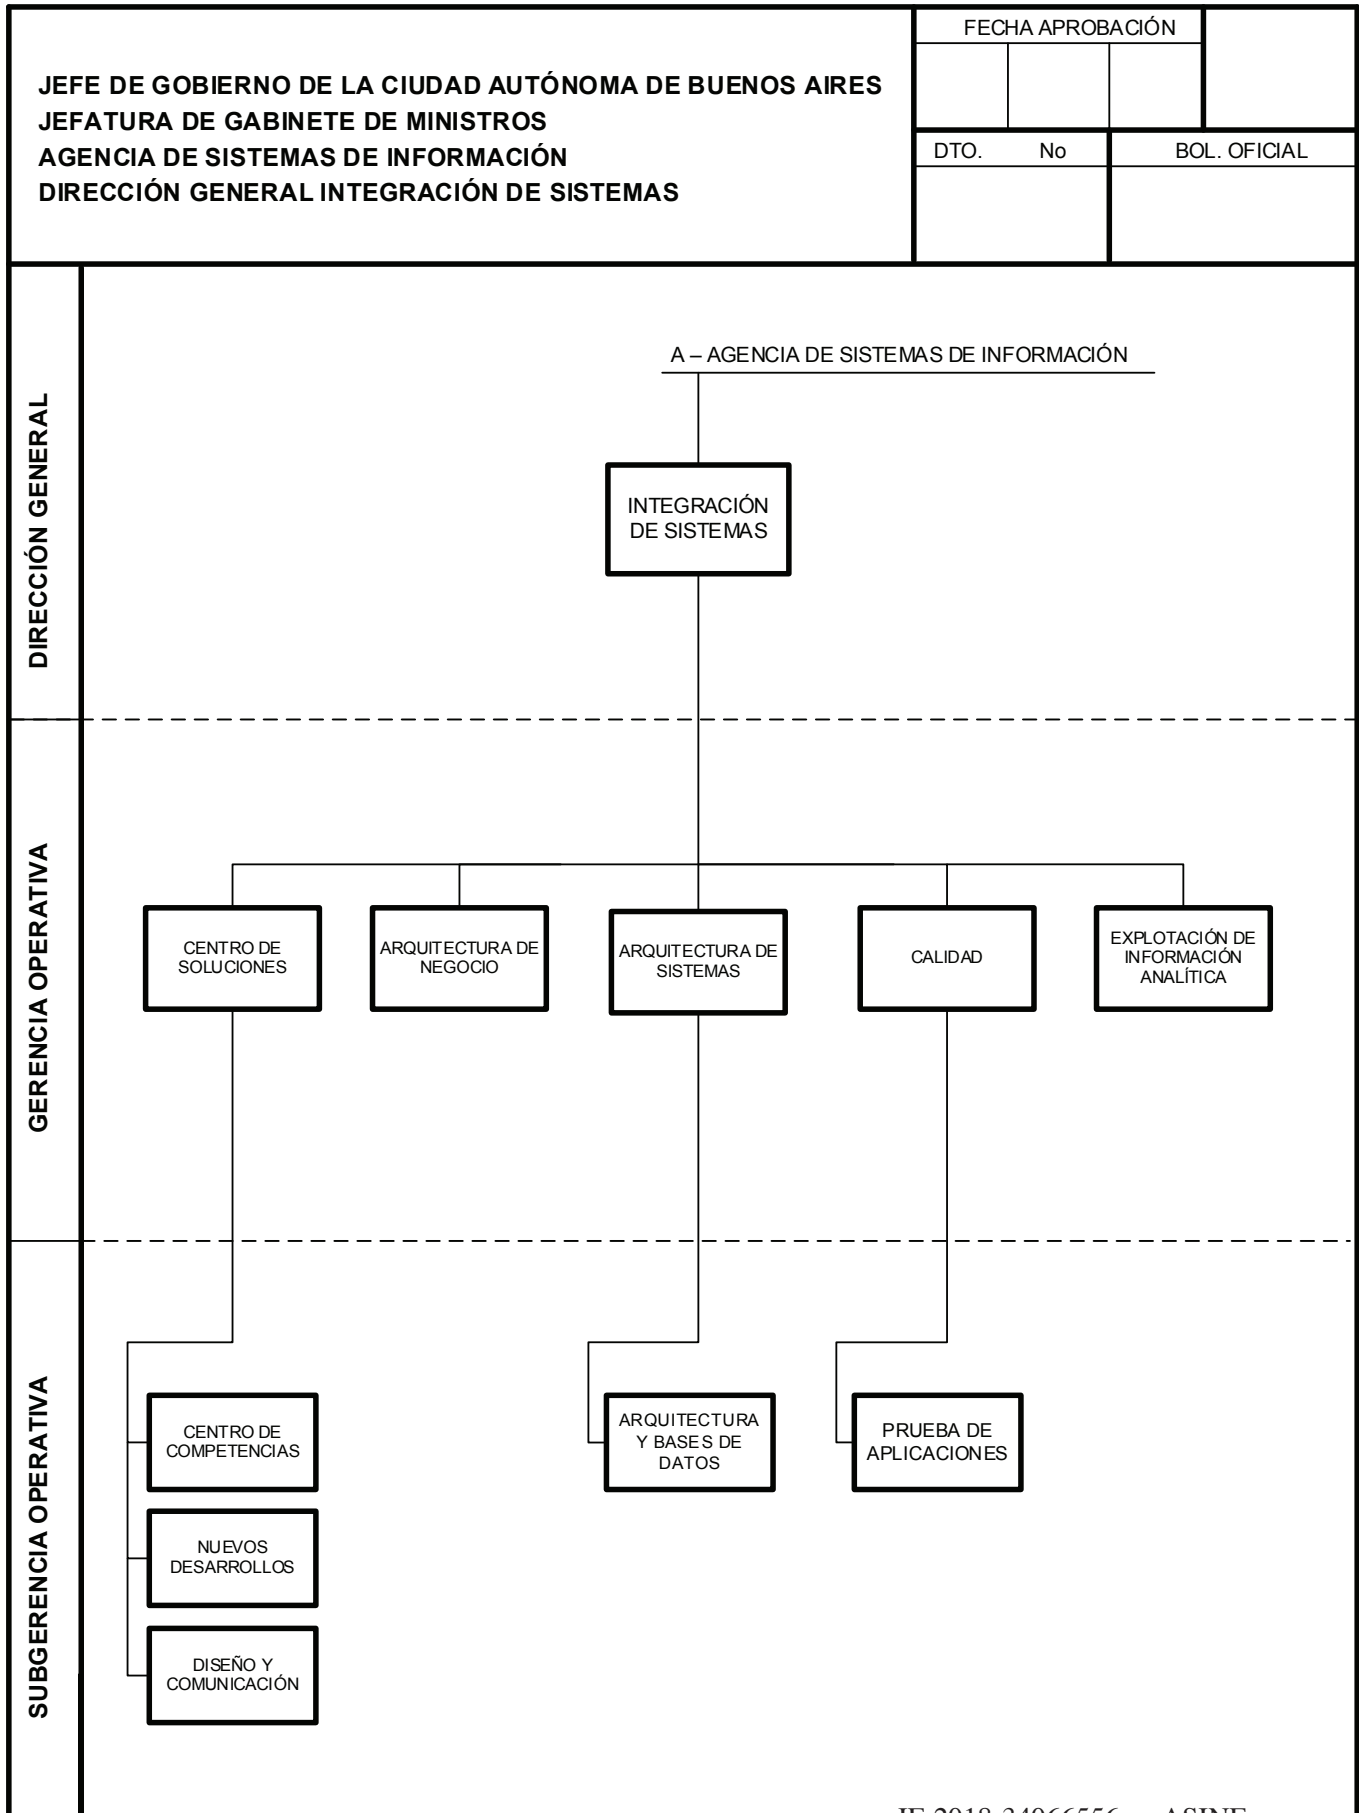 JEFE DE GOBIERNO DE LA CIUDAD AUTÓNOMA DE BUENOS AIRES
JEFATURA DE GABINETE DE MINISTROS
AGENCIA DE SISTEMAS DE INFORMACIÓN
DIRECCIÓN GENERAL INTEGRACIÓN DE SISTEMAS
FECHA APROBACIÓN
DTO. No
BOL. OFICIAL
DIRECCIÓN GENERAL
A – AGENCIA DE SISTEMAS DE INFORMACIÓN
INTEGRACIÓN
DE SISTEMAS
GERENCIA OPERATIVA
CENTRO DE
SOLUCIONES
ARQUITECTURA DE
NEGOCIO
ARQUITECTURA DE
SISTEMAS
CALIDAD
EXPLOTACIÓN DE
INFORMACIÓN
ANALÍTICA
SUBGERENCIA OPERATIVA
CENTRO DE
COMPETENCIAS
NUEVOS
DESARROLLOS
DISEÑO Y
COMUNICACIÓN
ARQUITECTURA
Y BASES DE
DATOS
PRUEBA DE
APLICACIONES